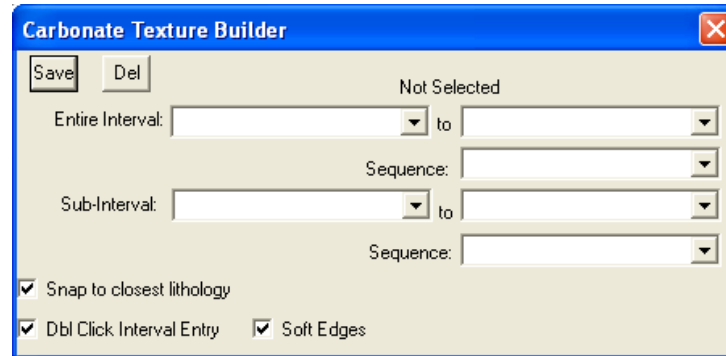 Carbonate Texture Builder
Save Del
Not Selected
Entire Interval: to
Sequence:
Sub-Interval: to
Sequence:
Snap to closest lithology
Dbl Click Interval Entry Soft Edges